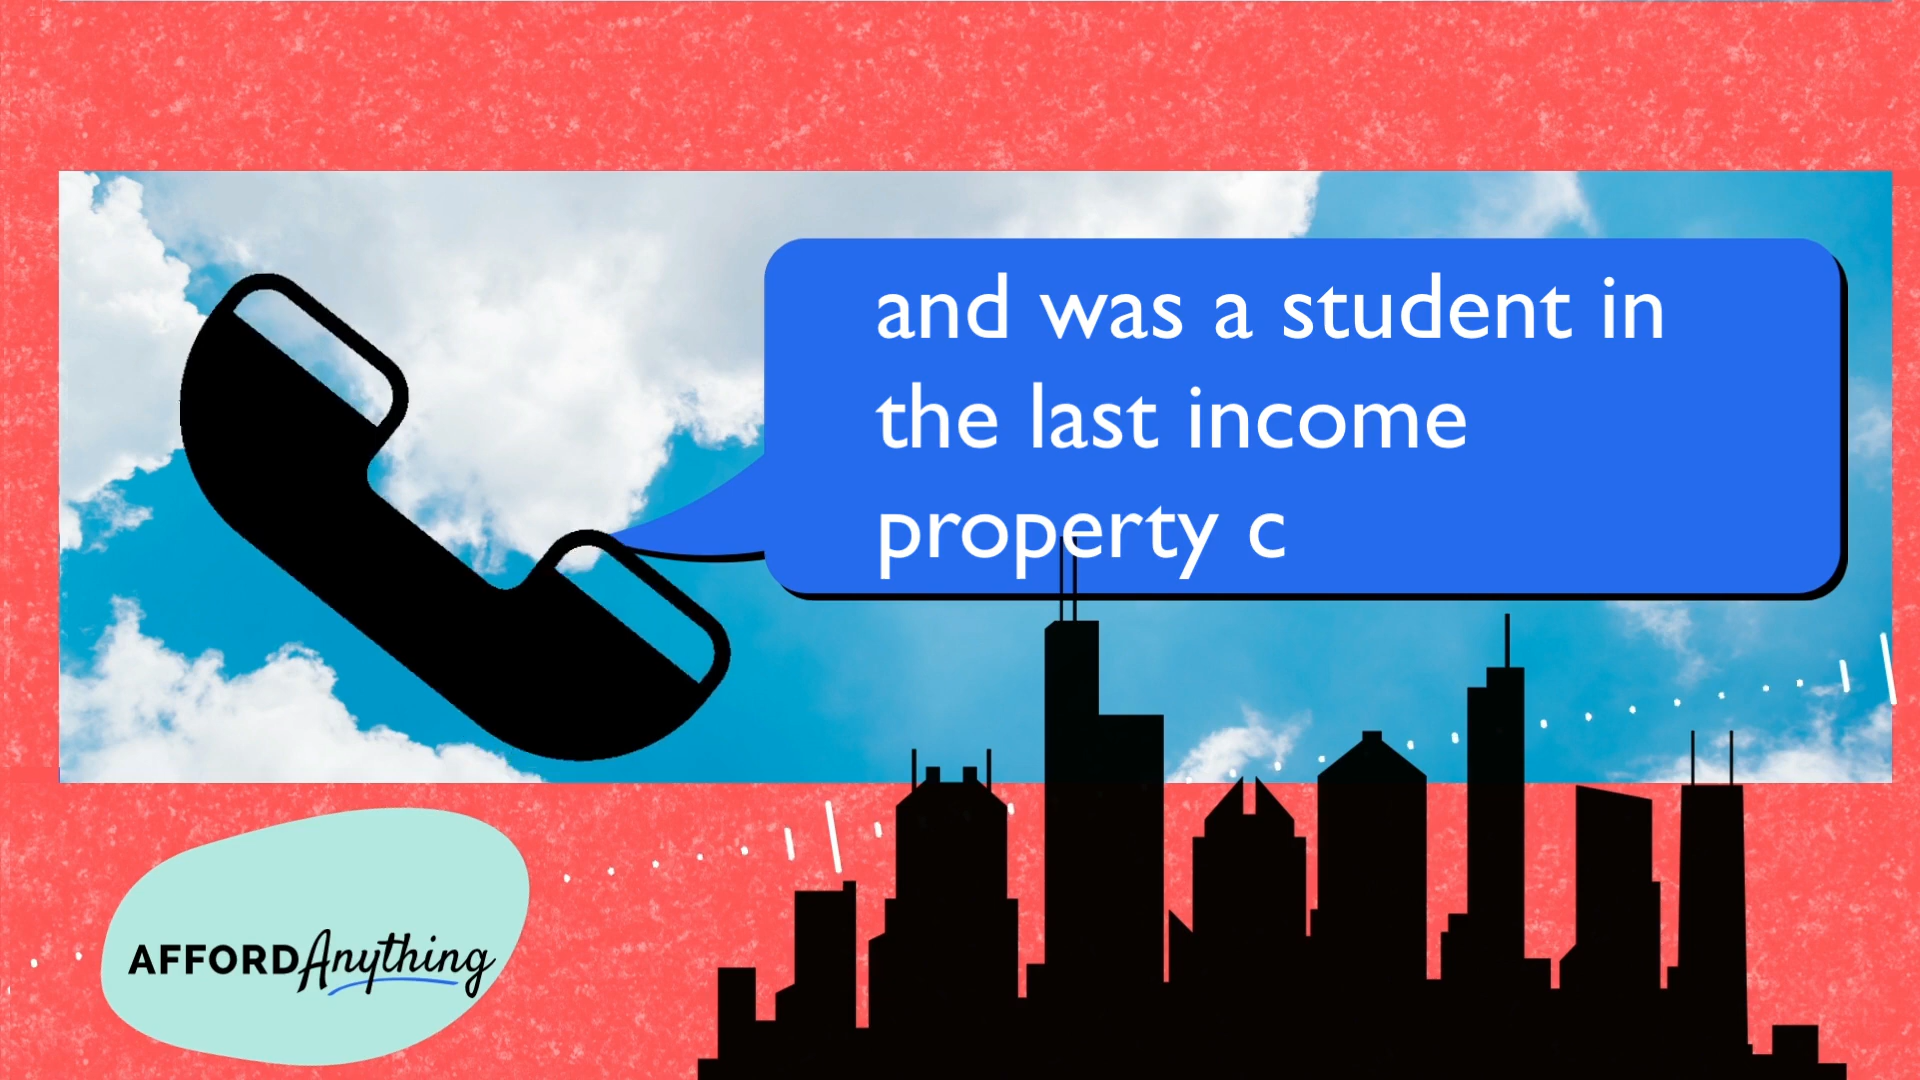 and was a student in
the last income
property c
AFFORDAnything